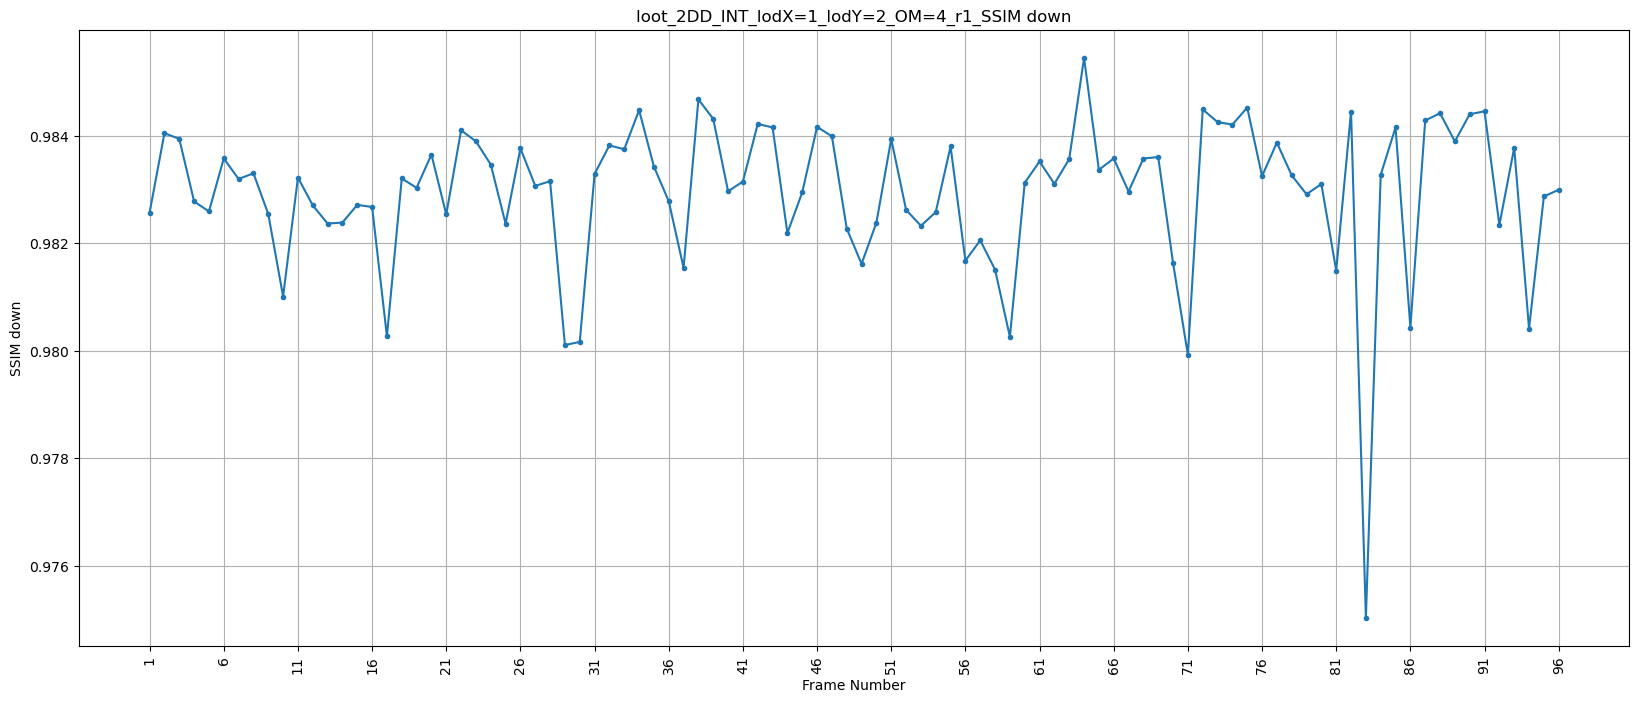 loot_2DD_INT_lodX=1_lodY=2_OM=4_r1_SSIM down
SSIM down
0.984
0.982
0.980
0.978
0.976
1 6 11 16 21 26 31 36 41 46 51 56 61 66 71 76 81 86 91 96
Frame Number